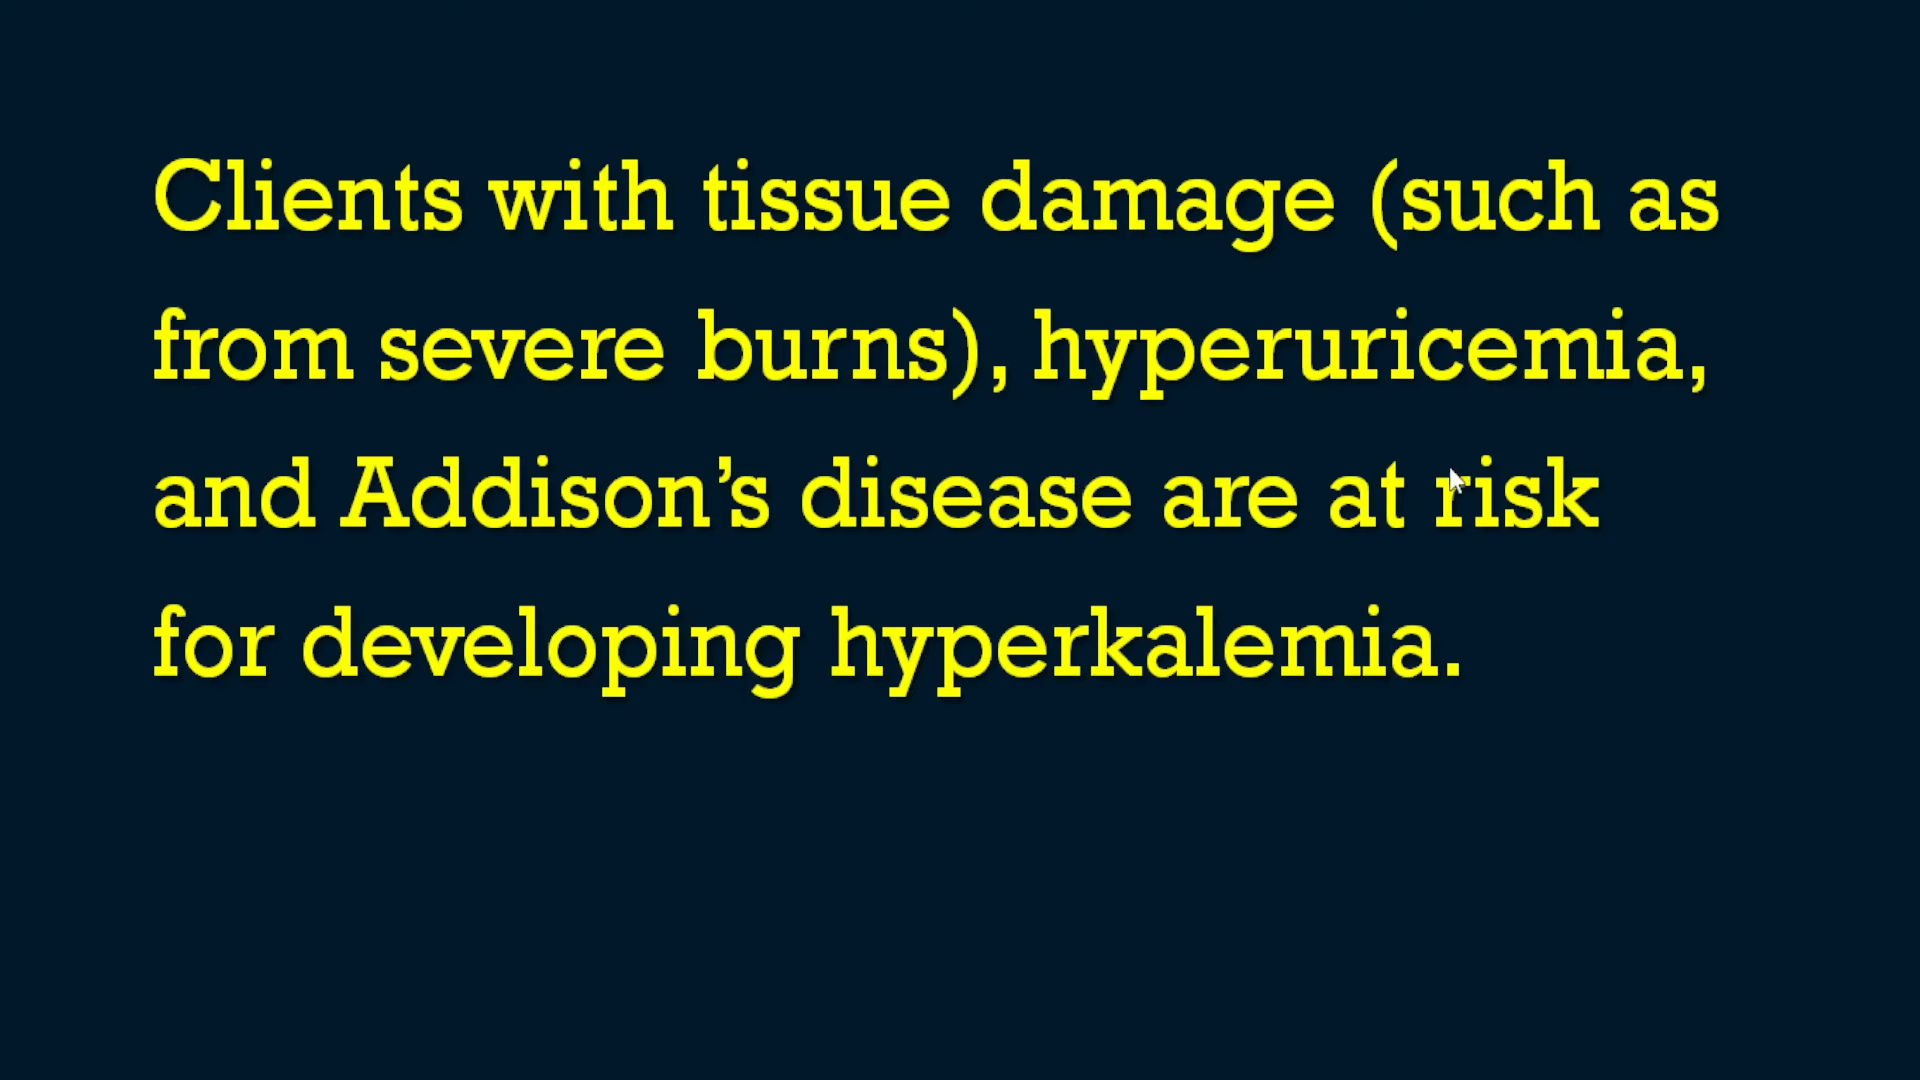 Clients with tissue damage (such as
from severe burns), hyperuricemia,
and Addison’s disease are at risk
for developing hyperkalemia.